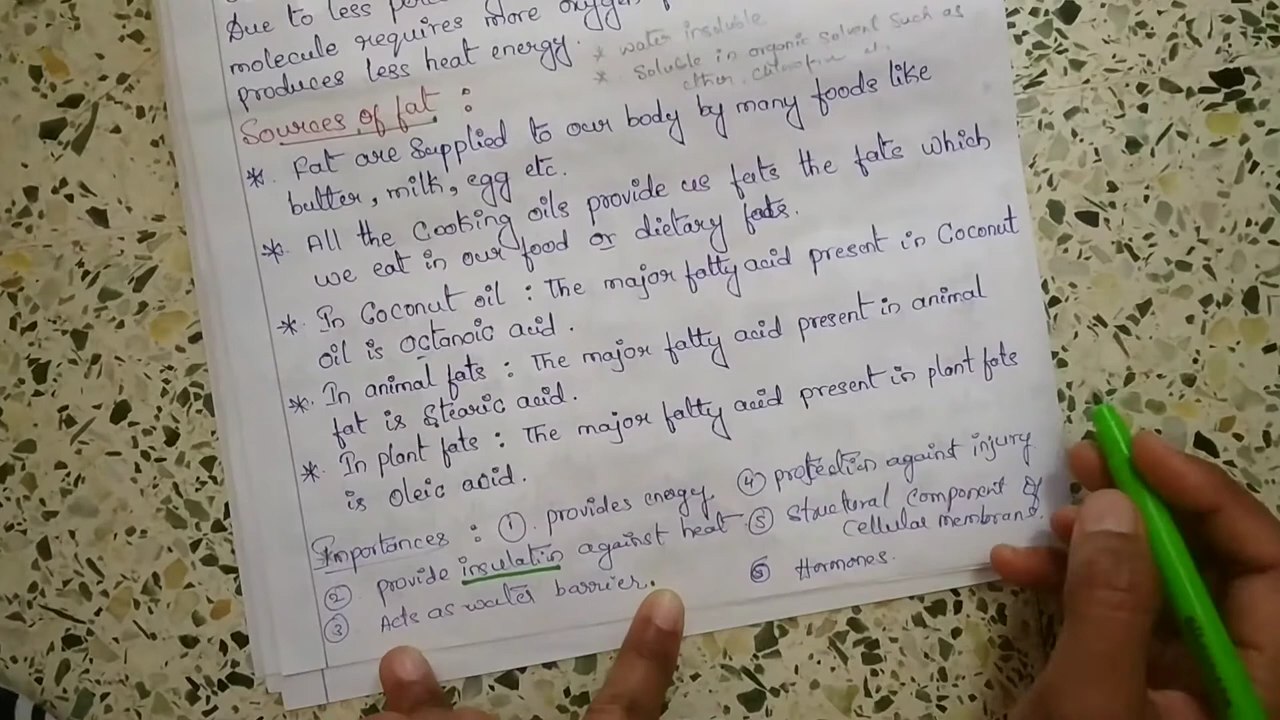 Due to less
molecule requires more oxygen
produces less heat energy.
* water insoluble
* Soluble in organic solvent such as
ether,
Sources of fat :
* Fat are supplied to our body by many foods like
butter, milk, egg etc.
* All the cooking oils provide us fats the fats which
we eat in our food or dietary fats.
* In Coconut oil : The major fatty acid present in Coconut
oil is octanoic acid.
* In animal fats : The major fatty acid present in animal
fat is Stearic acid.
* In plant fats : The major fatty acid present in plant fats
is Oleic acid.
Importances : ① provides energy.
② provide insulatin against heat
③ Acts as water barrier.
④ protection against injury
⑤ Structural Component of
cellular membrane.
⑥ Hormones.